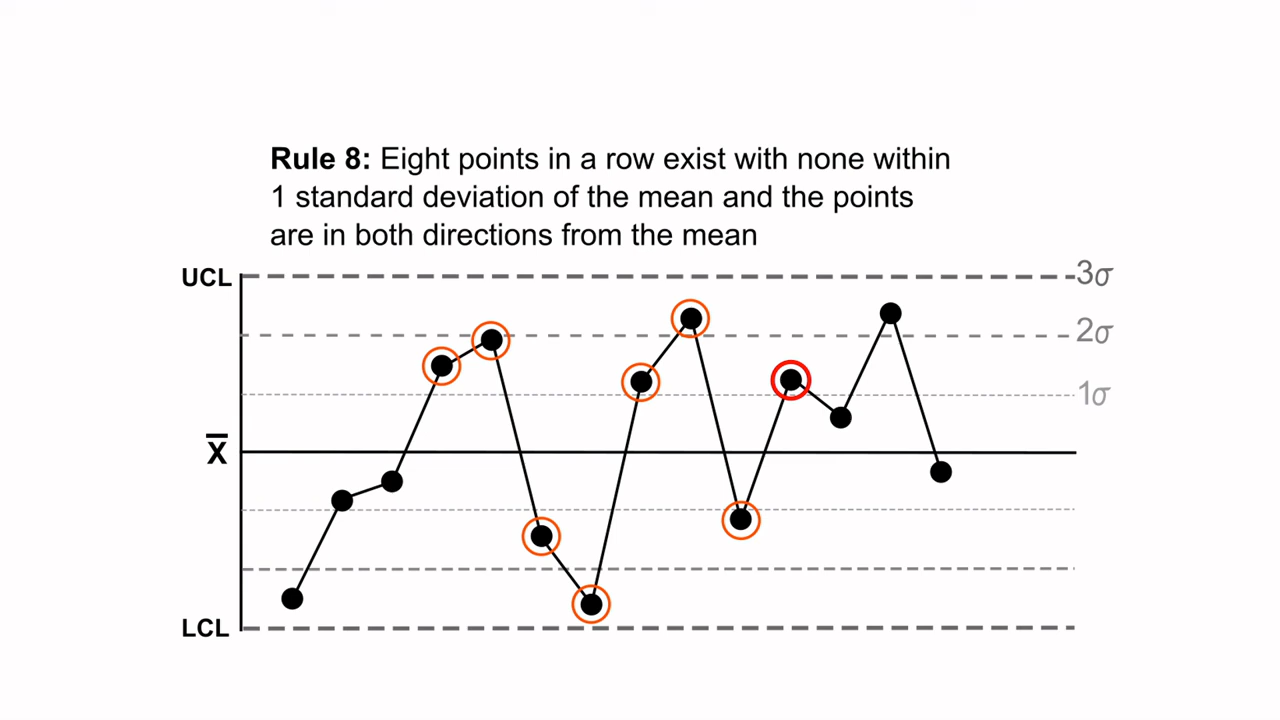 Rule 8: Eight points in a row exist with none within
1 standard deviation of the mean and the points
are in both directions from the mean
UCL
3σ
2σ
1σ
X̅
LCL